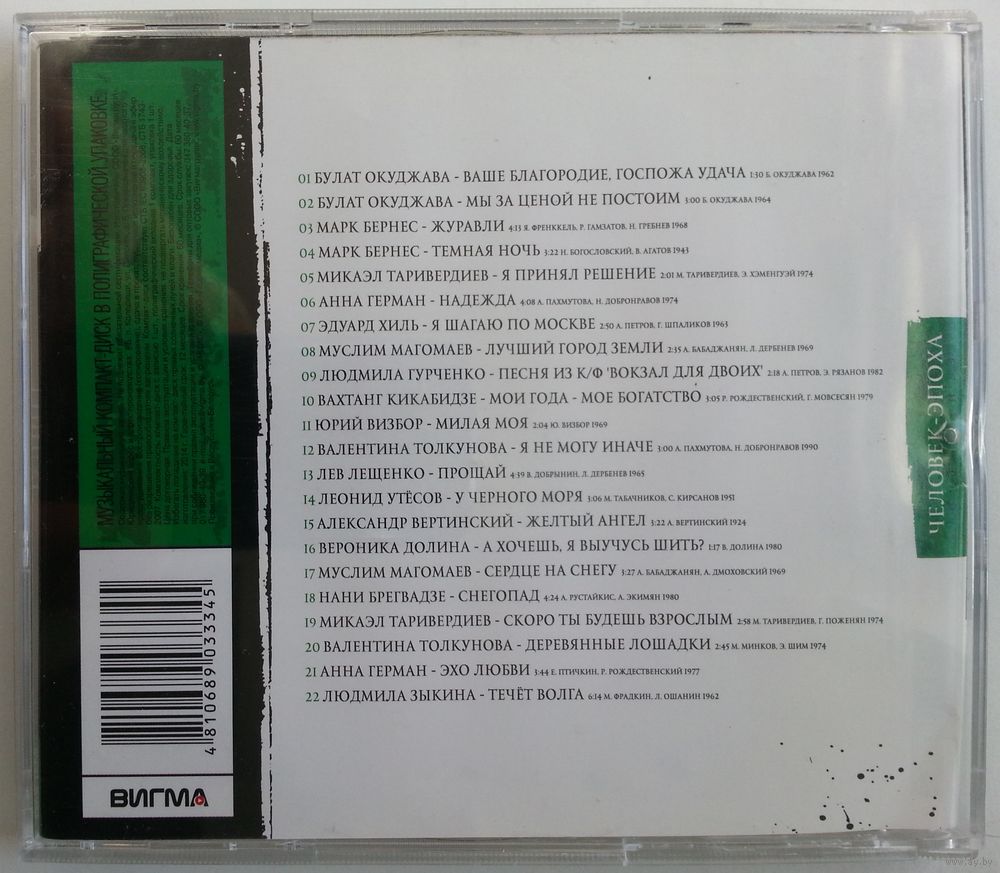 01 БУЛАТ ОКУДЖАВА - ВАШЕ БЛАГОРОДИЕ, ГОСПОЖА УДАЧА 1:30 Б. ОКУДЖАВА 1962
02 БУЛАТ ОКУДЖАВА - МЫ ЗА ЦЕНОЙ НЕ ПОСТОИМ 3:00 Б. ОКУДЖАВА 1964
03 МАРК БЕРНЕС - ЖУРАВЛИ 4:13 Я. ФРЕНККЕЛЬ, Р. ГАМЗАТОВ, Н. ГРЕБНЕВ 1968
04 МАРК БЕРНЕС - ТЕМНАЯ НОЧЬ 3:22 Н. БОГОСЛОВСКИЙ, В. АГАТОВ 1943
05 МИКАЭЛ ТАРИВЕРДИЕВ - Я ПРИНЯЛ РЕШЕНИЕ 2:01 М. ТАРИВЕРДИЕВ, Э. ХЭМЕНГУЭЙ 1974
06 АННА ГЕРМАН - НАДЕЖДА 4:08 А. ПАХМУТОВА, Н. ДОБРОНРАВОВ 1974
07 ЭДУАРД ХИЛЬ - Я ШАГАЮ ПО МОСКВЕ 2:50 А. ПЕТРОВ, Г. ШПАЛИКОВ 1963
08 МУСЛИМ МАГОМАЕВ - ЛУЧШИЙ ГОРОД ЗЕМЛИ 2:35 А. БАБАДЖАНЯН, Л. ДЕРБЕНЕВ 1969
09 ЛЮДМИЛА ГУРЧЕНКО - ПЕСНЯ ИЗ К/Ф 'ВОКЗАЛ ДЛЯ ДВОИХ' 2:18 А. ПЕТРОВ, Э. РЯЗАНОВ 1982
10 ВАХТАНГ КИКАБИДЗЕ - МОИ ГОДА - МОЕ БОГАТСТВО 3:05 Р. РОЖДЕСТВЕНСКИЙ, Г. МОВСЕСЯН 1979
11 ЮРИЙ ВИЗБОР - МИЛАЯ МОЯ 2:04 Ю. ВИЗБОР 1969
12 ВАЛЕНТИНА ТОЛКУНОВА - Я НЕ МОГУ ИНАЧЕ 3:00 А. ПАХМУТОВА, Н. ДОБРОНРАВОВ 1990
13 ЛЕВ ЛЕЩЕНКО - ПРОЩАЙ 4:39 В. ДОБРЫНИН, Л. ДЕРБЕНЕВ 1965
14 ЛЕОНИД УТЁСОВ - У ЧЕРНОГО МОРЯ 3:06 М. ТАБАЧНИКОВ, С. КИРСАНОВ 1951
15 АЛЕКСАНДР ВЕРТИНСКИЙ - ЖЕЛТЫЙ АНГЕЛ 3:22 А. ВЕРТИНСКИЙ 1924
16 ВЕРОНИКА ДОЛИНА - А ХОЧЕШЬ, Я ВЫУЧУСЬ ШИТЬ? 1:17 В. ДОЛИНА 1980
17 МУСЛИМ МАГОМАЕВ - СЕРДЦЕ НА СНЕГУ 3:27 А. БАБАДЖАНЯН, А. ДМОХОВСКИЙ 1969
18 НАНИ БРЕГВАДЗЕ - СНЕГОПАД 4:24 А. РУСТАЙКИС, А. ЭКИМЯН 1980
19 МИКАЭЛ ТАРИВЕРДИЕВ - СКОРО ТЫ БУДЕШЬ ВЗРОСЛЫМ 2:58 М. ТАРИВЕРДИЕВ, Г. ПОЖЕНЯН 1974
20 ВАЛЕНТИНА ТОЛКУНОВА - ДЕРЕВЯННЫЕ ЛОШАДКИ 2:45 М. МИНКОВ, Э. ШИМ 1974
21 АННА ГЕРМАН - ЭХО ЛЮБВИ 3:44 Е. ПТИЧКИН, Р. РОЖДЕСТВЕНСКИЙ 1977
22 ЛЮДМИЛА ЗЫКИНА - ТЕЧЁТ ВОЛГА 6:14 М. ФРАДКИН, Л. ОШАНИН 1962
ЧЕЛОВЕК-ЭПОХА
МУЗЫКАЛЬНЫЙ КОМПАКТ-ДИСК В ПОЛИГРАФИЧЕСКОЙ УПАКОВКЕ
4 810689 033345
ВИГМА
www.ay.by